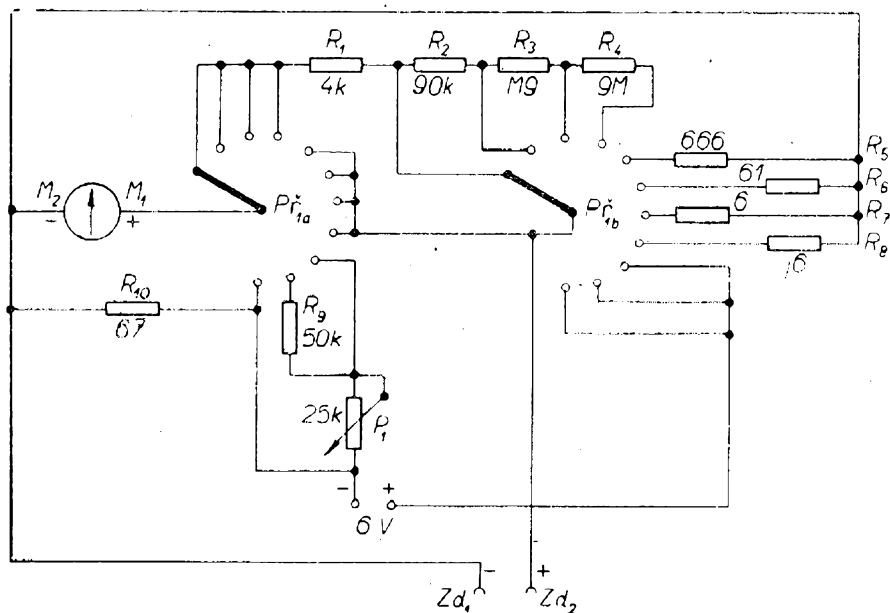 R₁ R₂ R₃ R₄
4k 90k M9 9M
666 R₅
61 R₆
6 R₇
,6 R₈
M₂ M₁ Př₁ₐ Př₁b
- +
R₁₀ R₉
67 50k
25k P₁
- +
6 V
- +
Zd₁ Zd₂